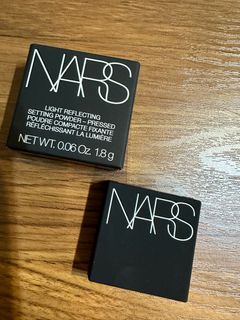 NARS
LIGHT REFLECTING
SETTING POWDER – PRESSED
POUDRE COMPACTE FIXANTE
RÉFLÉCHISSANT LA LUMIÈRE
NET WT. 0.06 Oz. 1.8 g
NARS